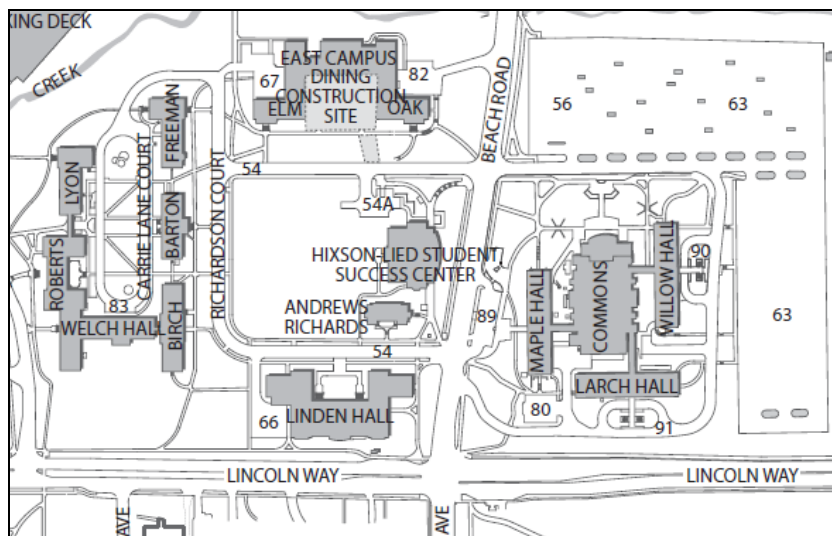 KING DECK
CREEK
EAST CAMPUS
DINING
CONSTRUCTION
SITE
67
82
ELM
OAK
BEACH ROAD
56
63
FREEMAN
CARRIE LANE COURT
RICHARDSON COURT
LYON
BARTON
54
54A
HIXSON-LIED STUDENT
SUCCESS CENTER
ROBERTS
83
WELCH HALL
BIRCH
ANDREWS
RICHARDS
54
89
MAPLE HALL
COMMONS
WILLOW HALL
90
63
LINDEN HALL
66
LARCH HALL
80
91
LINCOLN WAY
LINCOLN WAY
AVE
AVE